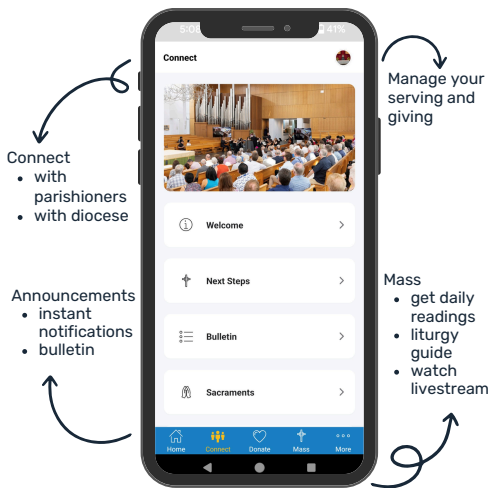 41%
Connect
Manage your
serving and
giving
Connect
• with
parishioners
• with diocese
Welcome
Next Steps
Announcements
• instant
notifications
• bulletin
Mass
• get daily
readings
• liturgy
guide
• watch
livestream
Bulletin
Sacraments
Home
Connect
Donate
Mass
More